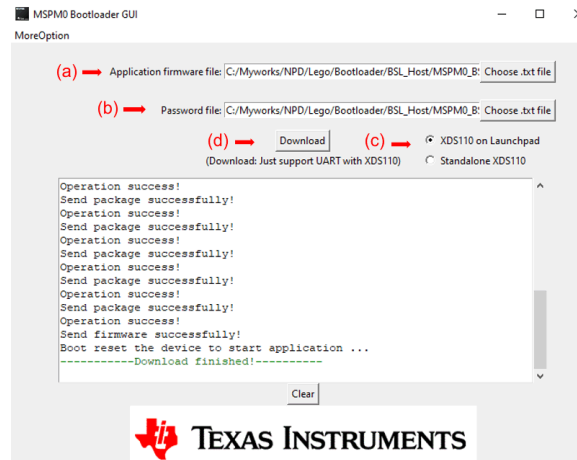 MSPM0 Bootloader GUI
MoreOption
(a) Application firmware file: C:/Myworks/NPD/Lego/Bootloader/BSL_Host/MSPM0_B Choose .txt file
(b) Password file: C:/Myworks/NPD/Lego/Bootloader/BSL_Host/MSPM0_B Choose .txt file
(d) Download (c) XDS110 on Launchpad
(Download: Just support UART with XDS110) Standalone XDS110
Operation success!
Send package successfully!
Operation success!
Send package successfully!
Operation success!
Send package successfully!
Operation success!
Send package successfully!
Operation success!
Send package successfully!
Operation success!
Send firmware successfully!
Boot reset the device to start application ...
-----------Download finished!----------
Clear
TEXAS INSTRUMENTS